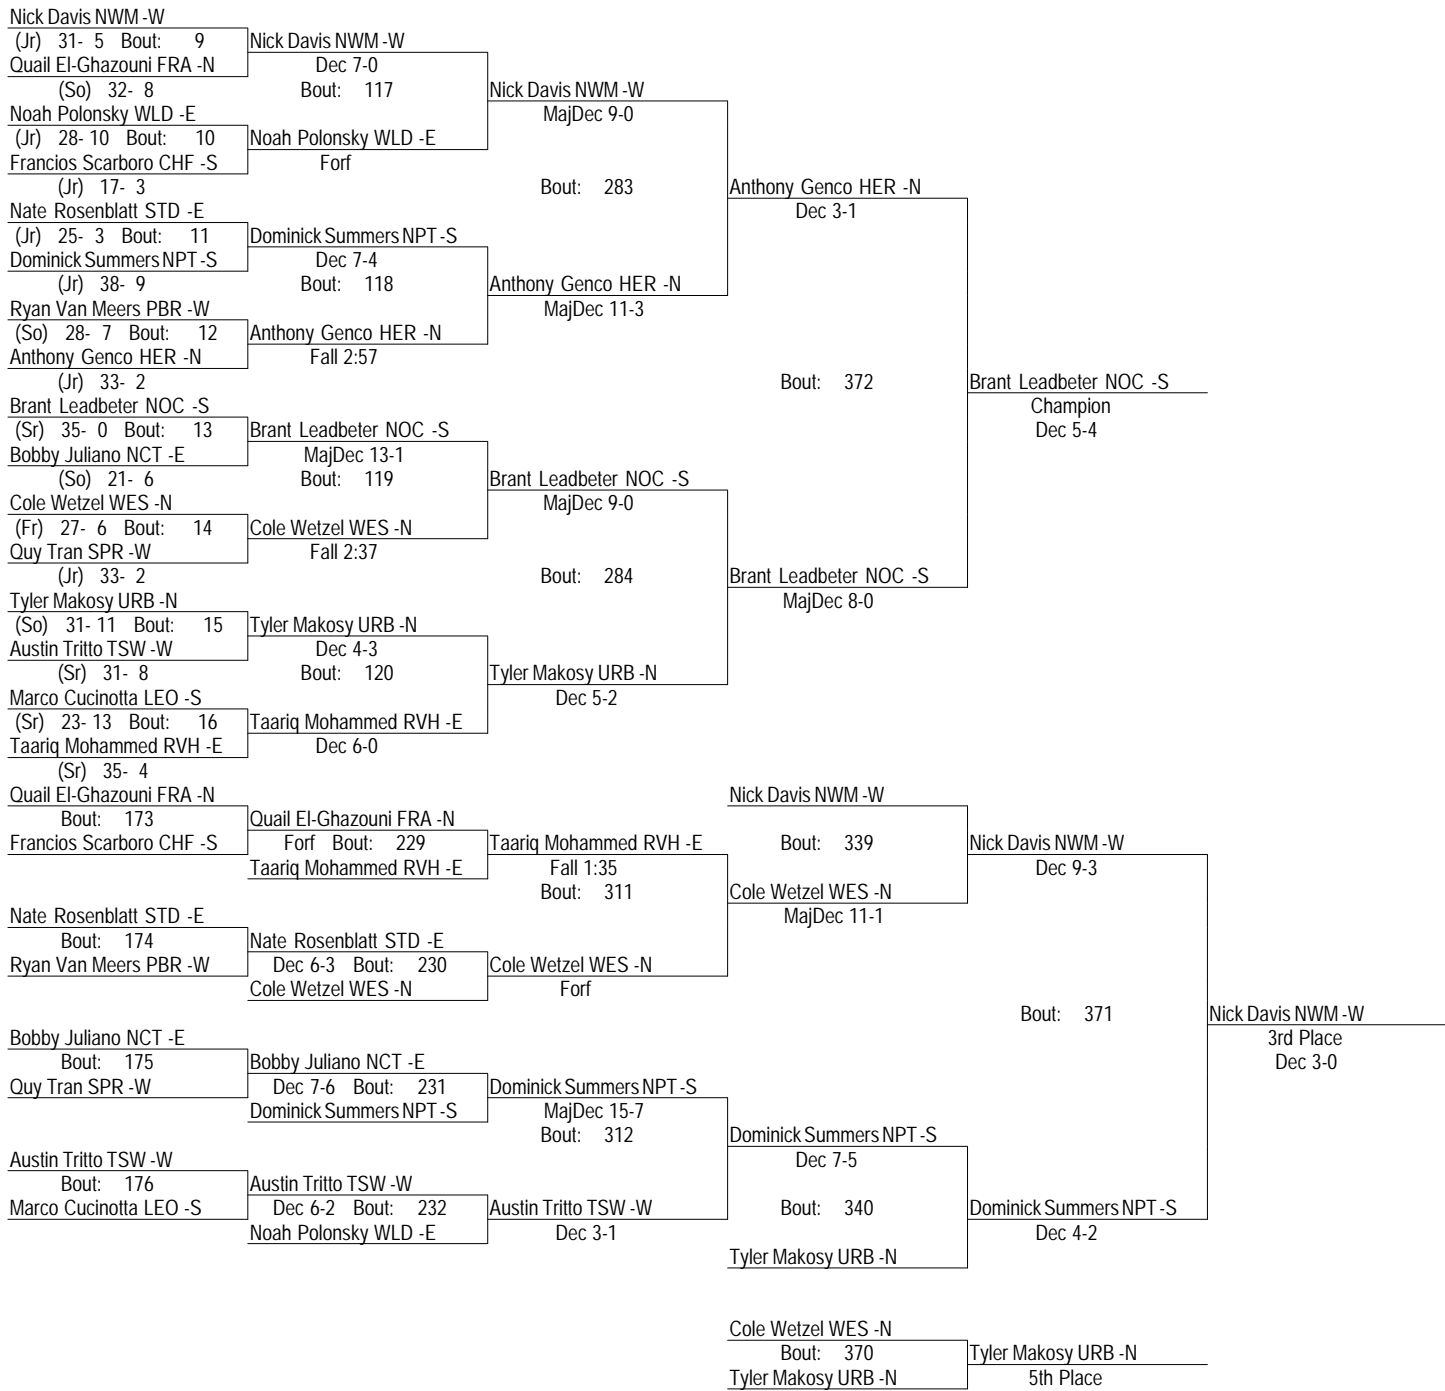 Nick Davis NWM -W
(Jr) 31- 5 Bout: 9 Nick Davis NWM -W
Quail El-Ghazouni FRA -N Dec 7-0
(So) 32- 8 Bout: 117 Nick Davis NWM -W
Noah Polonsky WLD -E MajDec 9-0
(Jr) 28- 10 Bout: 10 Noah Polonsky WLD -E
Francios Scarboro CHF -S Forf
(Jr) 17- 3 Bout: 283 Anthony Genco HER -N
Nate Rosenblatt STD -E Dec 3-1
(Jr) 25- 3 Bout: 11 Dominick Summers NPT -S
Dominick Summers NPT -S Dec 7-4
(Jr) 38- 9 Bout: 118 Anthony Genco HER -N
Ryan Van Meers PBR -W MajDec 11-3
(So) 28- 7 Bout: 12 Anthony Genco HER -N
Anthony Genco HER -N Fall 2:57
(Jr) 33- 2 Bout: 372 Brant Leadbeter NOC -S
Brant Leadbeter NOC -S Champion
(Sr) 35- 0 Bout: 13 Brant Leadbeter NOC -S Dec 5-4
Bobby Juliano NCT -E MajDec 13-1
(So) 21- 6 Bout: 119 Brant Leadbeter NOC -S
Cole Wetzel WES -N MajDec 9-0
(Fr) 27- 6 Bout: 14 Cole Wetzel WES -N
Quy Tran SPR -W Fall 2:37
(Jr) 33- 2 Bout: 284 Brant Leadbeter NOC -S
Tyler Makosy URB -N MajDec 8-0
(So) 31- 11 Bout: 15 Tyler Makosy URB -N
Austin Tritto TSW -W Dec 4-3
(Sr) 31- 8 Bout: 120 Tyler Makosy URB -N
Marco Cucinotta LEO -S Dec 5-2
(Sr) 23- 13 Bout: 16 Taariq Mohammed RVH -E
Taariq Mohammed RVH -E Dec 6-0
(Sr) 35- 4
Quail El-Ghazouni FRA -N Nick Davis NWM -W
Bout: 173 Quail El-Ghazouni FRA -N
Francios Scarboro CHF -S Forf Bout: 229 Taariq Mohammed RVH -E Bout: 339 Nick Davis NWM -W
Taariq Mohammed RVH -E Fall 1:35 Dec 9-3
Bout: 311 Cole Wetzel WES -N
Nate Rosenblatt STD -E MajDec 11-1
Bout: 174 Nate Rosenblatt STD -E
Ryan Van Meers PBR -W Dec 6-3 Bout: 230 Cole Wetzel WES -N
Cole Wetzel WES -N Forf
Bout: 371 Nick Davis NWM -W
Bobby Juliano NCT -E 3rd Place
Bout: 175 Bobby Juliano NCT -E Dec 3-0
Quy Tran SPR -W Dec 7-6 Bout: 231 Dominick Summers NPT -S
Dominick Summers NPT -S MajDec 15-7
Bout: 312 Dominick Summers NPT -S
Austin Tritto TSW -W Dec 7-5
Bout: 176 Austin Tritto TSW -W
Marco Cucinotta LEO -S Dec 6-2 Bout: 232 Austin Tritto TSW -W Bout: 340 Dominick Summers NPT -S
Noah Polonsky WLD -E Dec 3-1 Dec 4-2
Tyler Makosy URB -N
Cole Wetzel WES -N
Bout: 370 Tyler Makosy URB -N
Tyler Makosy URB -N 5th Place